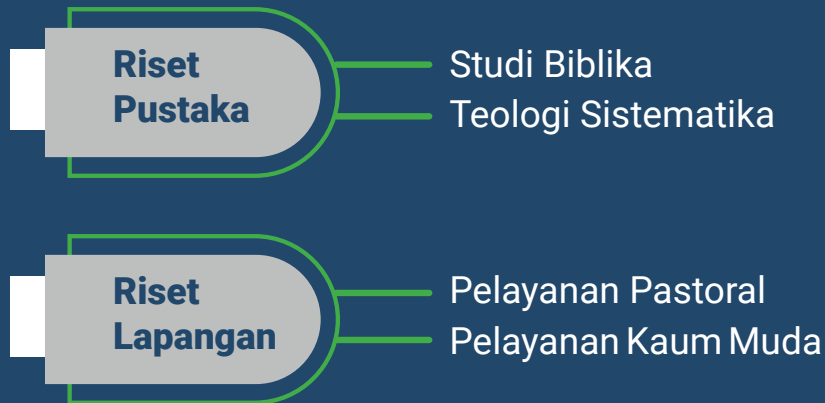 Riset
Pustaka
Studi Biblika
Teologi Sistematika
Riset
Lapangan
Pelayanan Pastoral
Pelayanan Kaum Muda